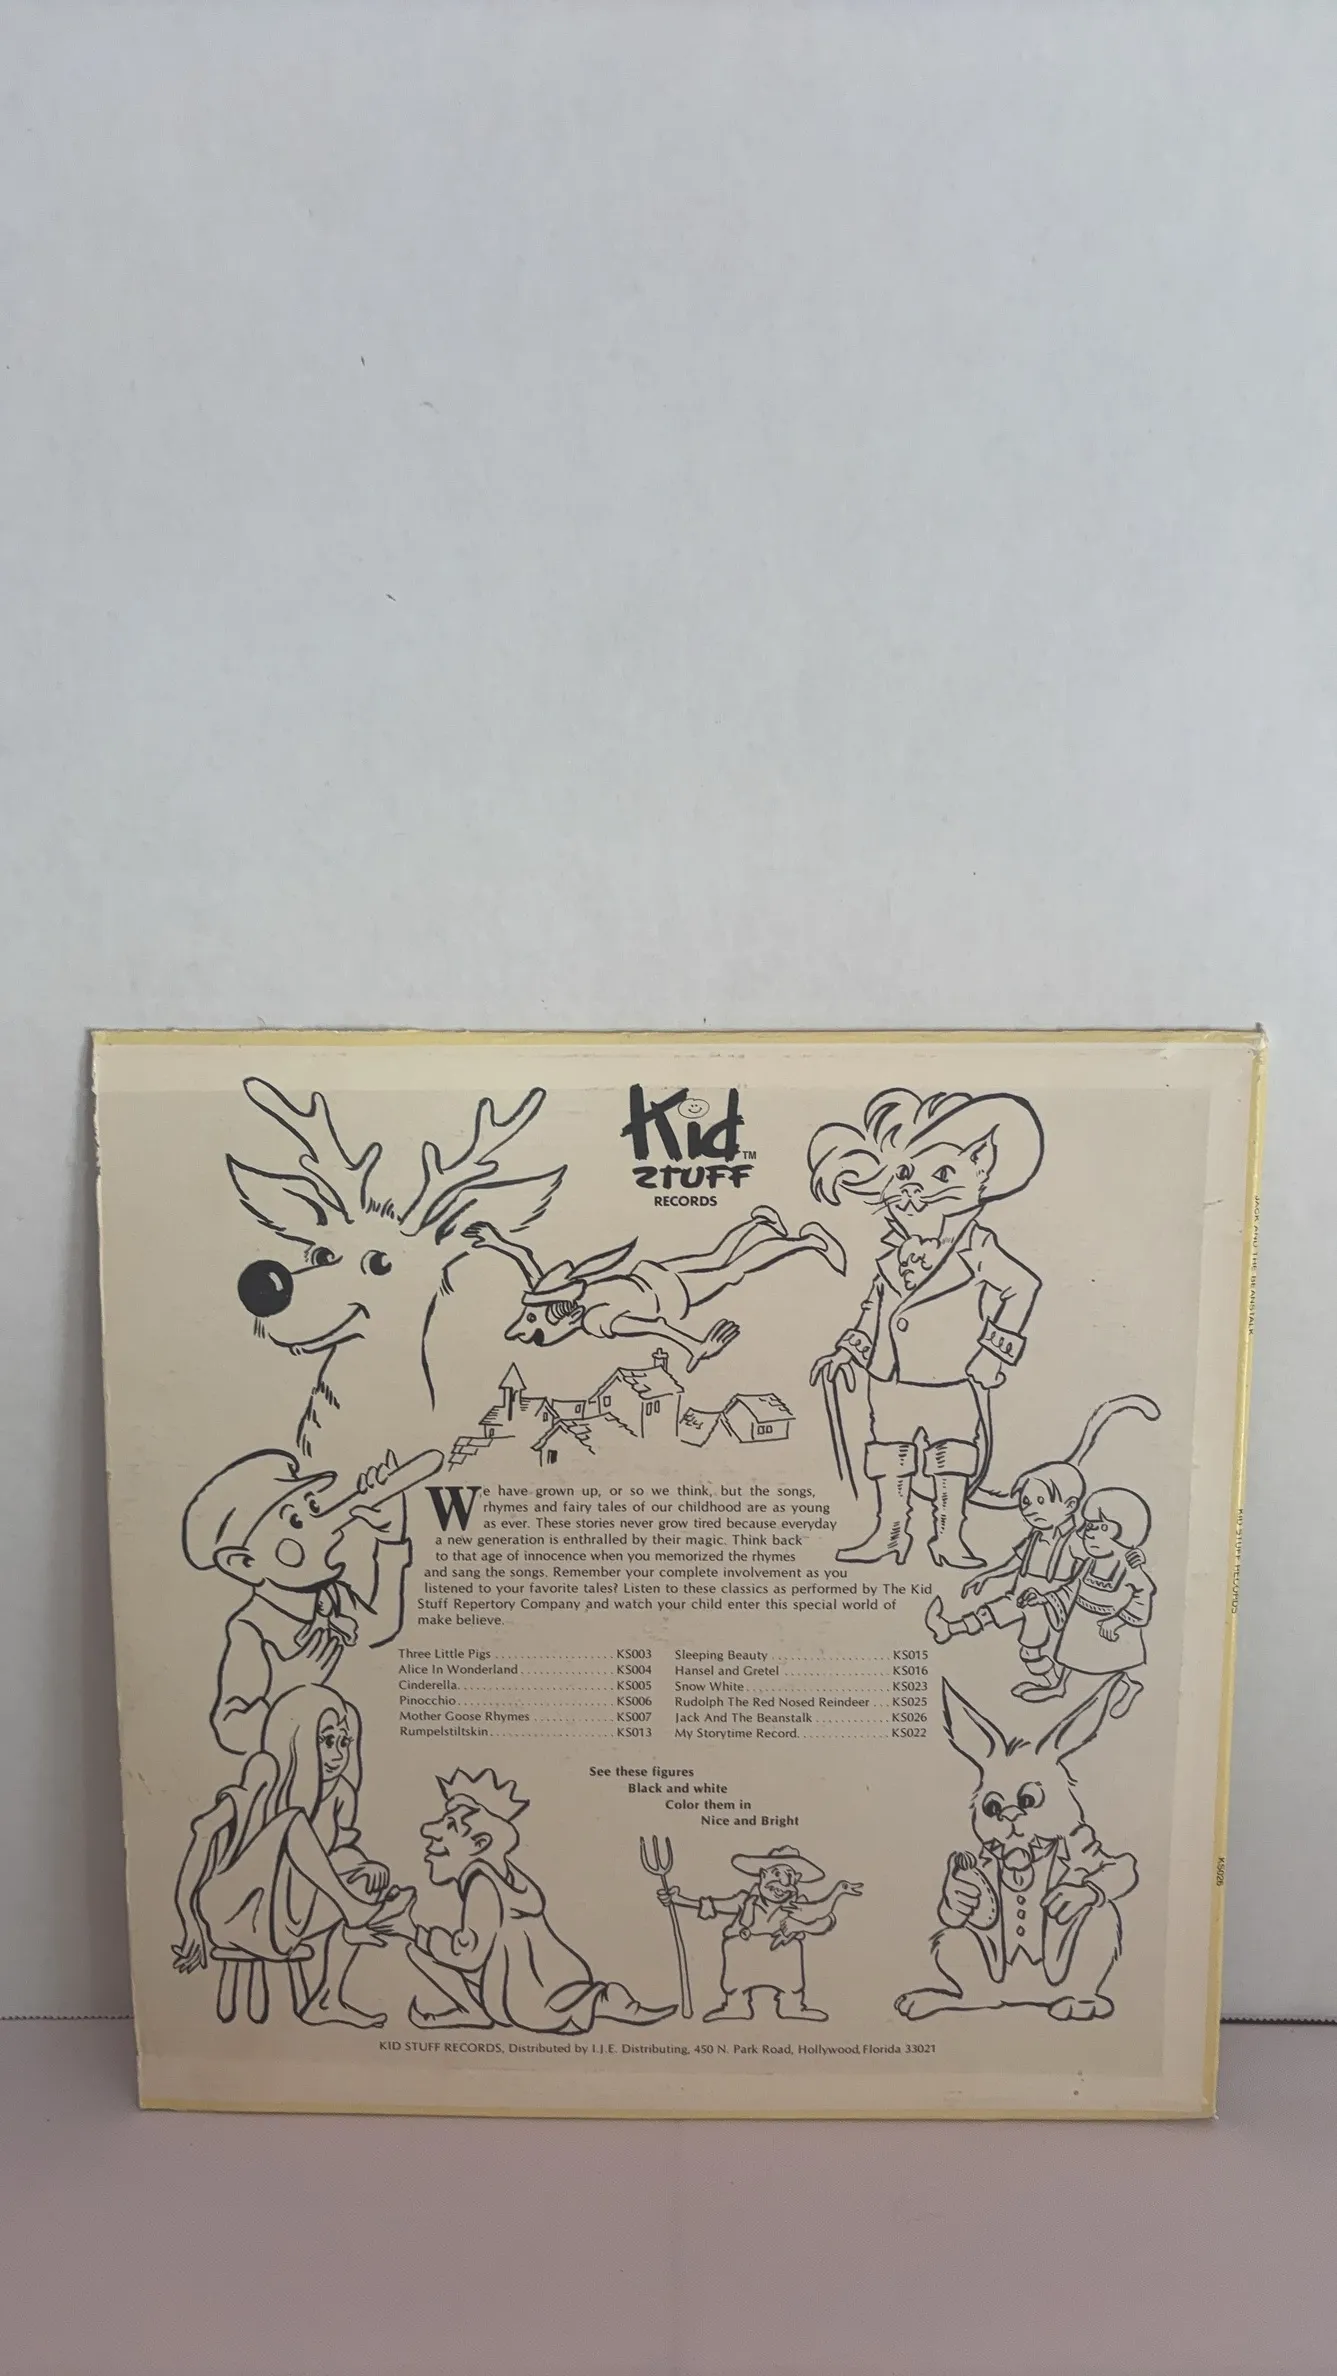 Kid
STUFF
TM
RECORDS
We have grown up, or so we think, but the songs,
rhymes and fairy tales of our childhood are as young
as ever. These stories never grow tired because everyday
a new generation is enthralled by their magic. Think back
to that age of innocence when you memorized the rhymes
and sang the songs. Remember your complete involvement as you
listened to your favorite tales? Listen to these classics as performed by The Kid
Stuff Repertory Company and watch your child enter this special world of
make believe.
Three Little Pigs . . . . . . . . . . . . . . . . . . . KS003
Alice In Wonderland . . . . . . . . . . . . . . . KS004
Cinderella. . . . . . . . . . . . . . . . . . . . . . . . . KS005
Pinocchio . . . . . . . . . . . . . . . . . . . . . . . . . KS006
Mother Goose Rhymes . . . . . . . . . . . . . KS007
Rumpelstiltskin . . . . . . . . . . . . . . . . . . . . KS013
Sleeping Beauty . . . . . . . . . . . . . . . . . . . KS015
Hansel and Gretel . . . . . . . . . . . . . . . . . KS016
Snow White . . . . . . . . . . . . . . . . . . . . . . . KS023
Rudolph The Red Nosed Reindeer . . . KS025
Jack And The Beanstalk . . . . . . . . . . . . KS026
My Storytime Record. . . . . . . . . . . . . . . KS022
See these figures
Black and white
Color them in
Nice and Bright
KID STUFF RECORDS, Distributed by I.J.E. Distributing, 450 N. Park Road, Hollywood, Florida 33021
JACK AND THE BEANSTALK
KID STUFF RECORDS
KS026